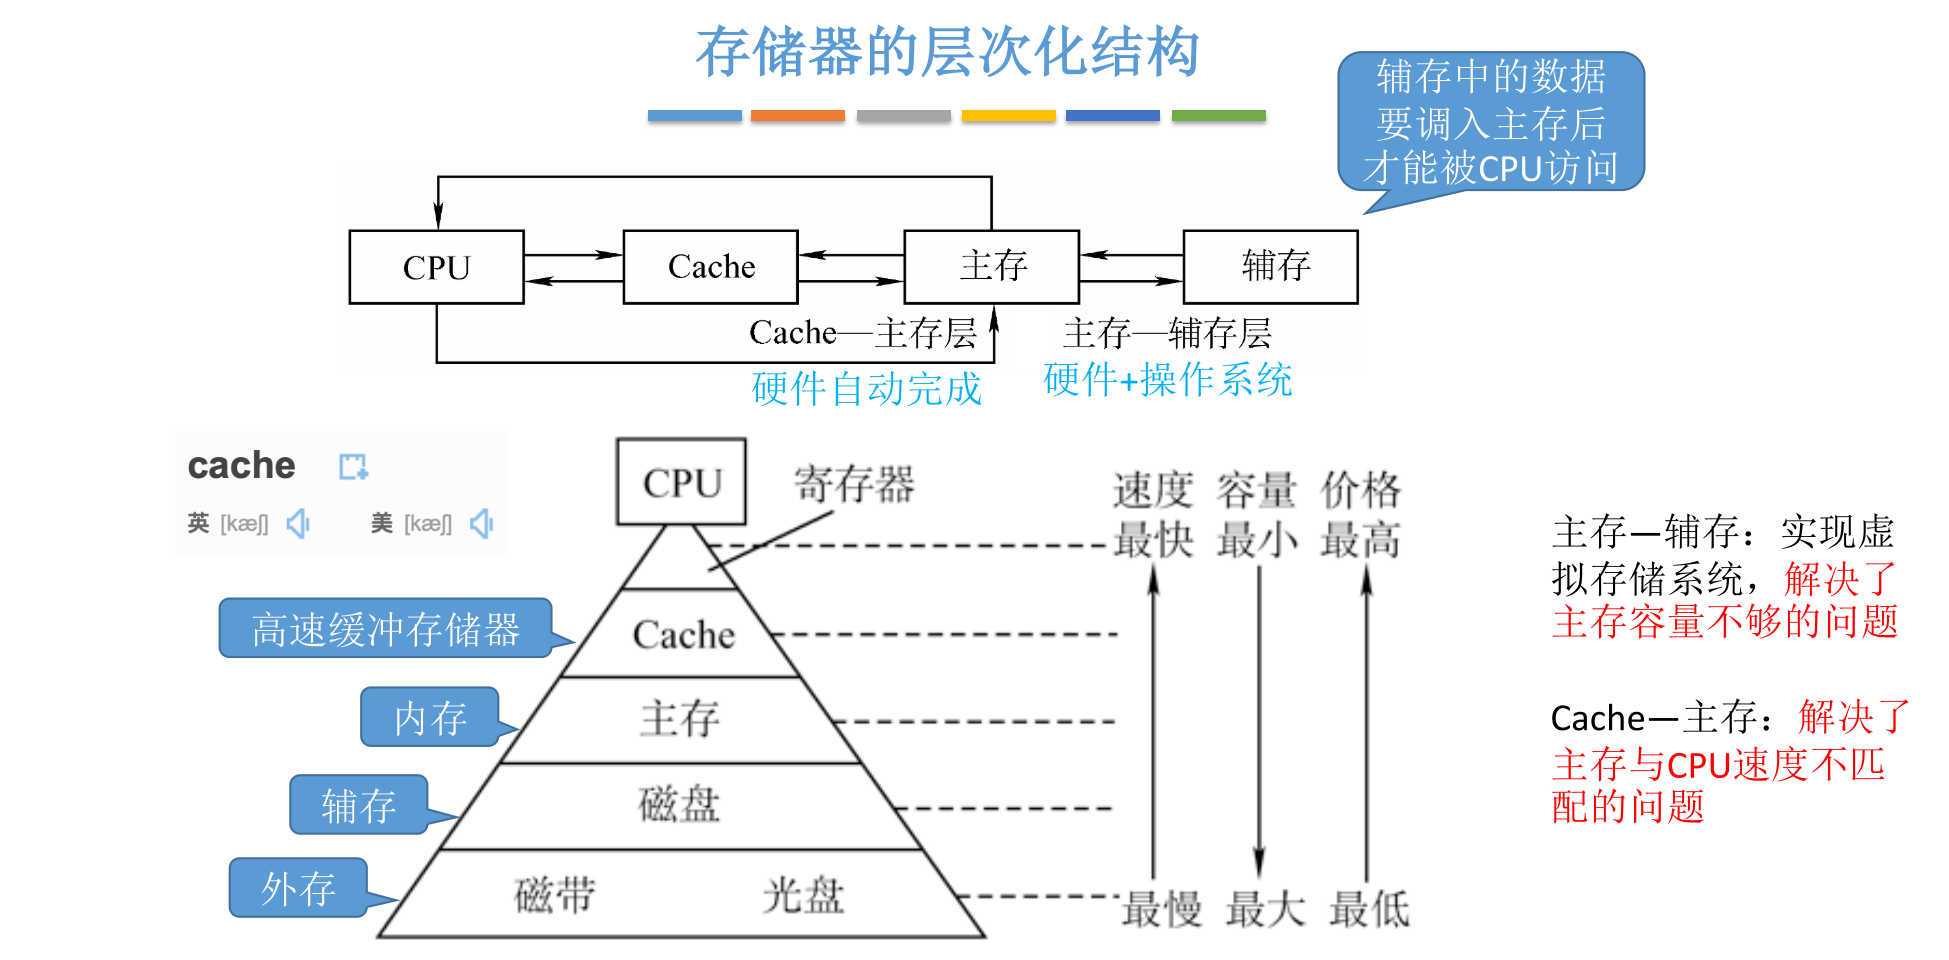 存储器的层次化结构
辅存中的数据
要调入主存后
才能被CPU访问
CPU
Cache
主存
辅存
Cache—主存层
主存—辅存层
硬件自动完成
硬件+操作系统
cache
英 [kæʃ]
美 [kæʃ]
CPU
寄存器
速度 容量 价格
最快 最小 最高
高速缓冲存储器
Cache
内存
主存
辅存
磁盘
外存
磁带
光盘
最慢 最大 最低
主存—辅存：实现虚
拟存储系统，解决了
主存容量不够的问题
Cache—主存：解决了
主存与CPU速度不匹
配的问题